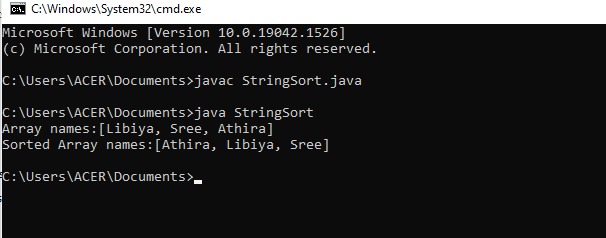 C:\Windows\System32\cmd.exe
Microsoft Windows [Version 10.0.19042.1526]
(c) Microsoft Corporation. All rights reserved.
C:\Users\ACER\Documents>javac StringSort.java
C:\Users\ACER\Documents>java StringSort
Array names:[Libiya, Sree, Athira]
Sorted Array names:[Athira, Libiya, Sree]
C:\Users\ACER\Documents>